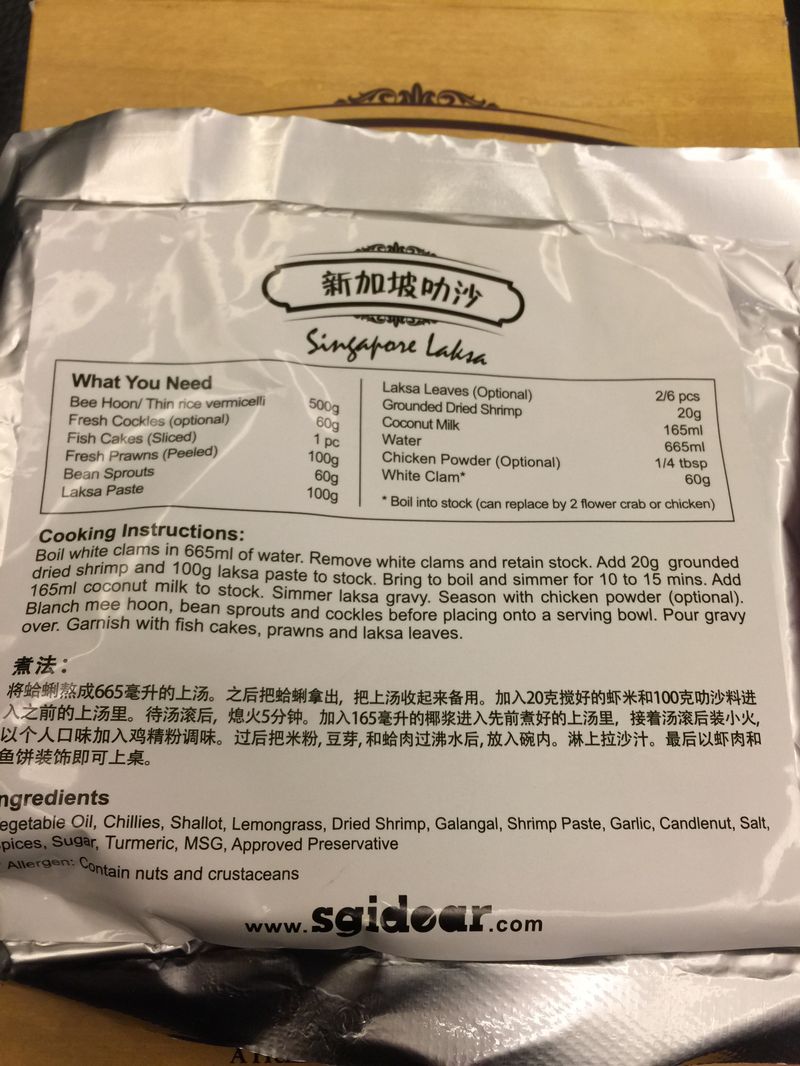 新加坡叻沙
Singapore Laksa
What You Need
Bee Hoon/ Thin rice vermicelli 500g
Fresh Cockles (optional) 60g
Fish Cakes (Sliced) 1 pc
Fresh Prawns (Peeled) 100g
Bean Sprouts 60g
Laksa Paste 100g
Laksa Leaves (Optional) 2/6 pcs
Grounded Dried Shrimp 20g
Coconut Milk 165ml
Water 665ml
Chicken Powder (Optional) 1/4 tbsp
White Clam* 60g
* Boil into stock (can replace by 2 flower crab or chicken)
Cooking Instructions:
Boil white clams in 665ml of water. Remove white clams and retain stock. Add 20g grounded
dried shrimp and 100g laksa paste to stock. Bring to boil and simmer for 10 to 15 mins. Add
165ml coconut milk to stock. Simmer laksa gravy. Season with chicken powder (optional).
Blanch mee hoon, bean sprouts and cockles before placing onto a serving bowl. Pour gravy
over. Garnish with fish cakes, prawns and laksa leaves.
煮法：
将蛤蜊熬成665毫升的上汤。之后把蛤蜊拿出，把上汤收起来备用。加入20克搅好的虾米和100克叻沙料进
入之前的上汤里。待汤滚后，熄火5分钟。加入165毫升的椰浆进入先前煮好的上汤里，接着汤滚后装小火，
以个人口味加入鸡精粉调味。过后把米粉，豆芽，和蛤肉过沸水后，放入碗内。淋上拉沙汁。最后以虾肉和
鱼饼装饰即可上桌。
ngredients
egetable Oil, Chillies, Shallot, Lemongrass, Dried Shrimp, Galangal, Shrimp Paste, Garlic, Candlenut, Salt,
pices, Sugar, Turmeric, MSG, Approved Preservative
Allergen: Contain nuts and crustaceans
www.sgidear.com